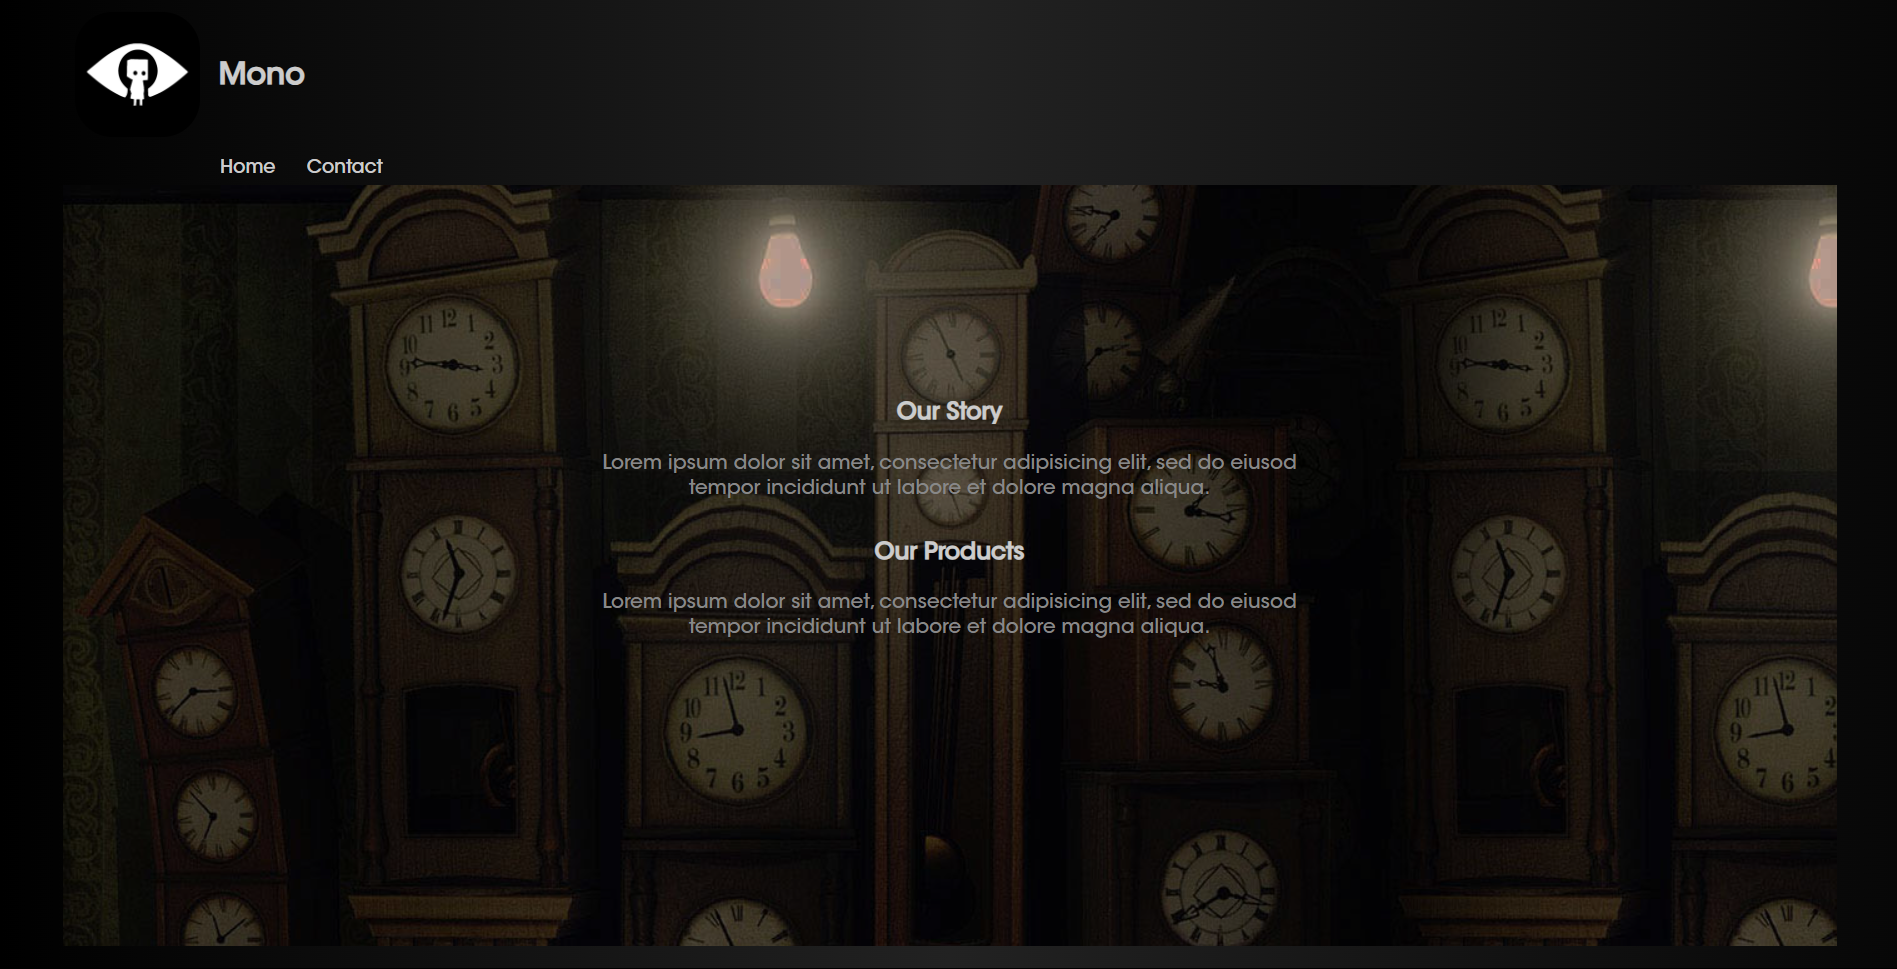 Mono
Home Contact
Our Story
Lorem ipsum dolor sit amet, consectetur adipisicing elit, sed do eiusod
tempor incididunt ut labore et dolore magna aliqua.
Our Products
Lorem ipsum dolor sit amet, consectetur adipisicing elit, sed do eiusod
tempor incididunt ut labore et dolore magna aliqua.